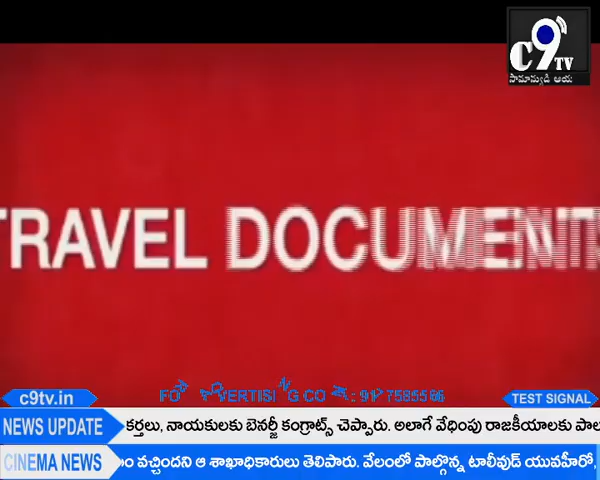 C9
TV
TRAVEL DOCUMENTS
c9tv.in
TEST SIGNAL
NEWS UPDATE
కర్తలు, నాయకులకు బెనర్జీ కంగ్రాట్స్ చెప్పారు. అలాగే వేధింపు రాజకీయాలకు పాల
CINEMA NEWS
వచ్చిందని ఆ శాఖాధికారులు తెలిపారు. వేలంలో పాల్గొన్న టాలీవుడ్ యువహీరో,